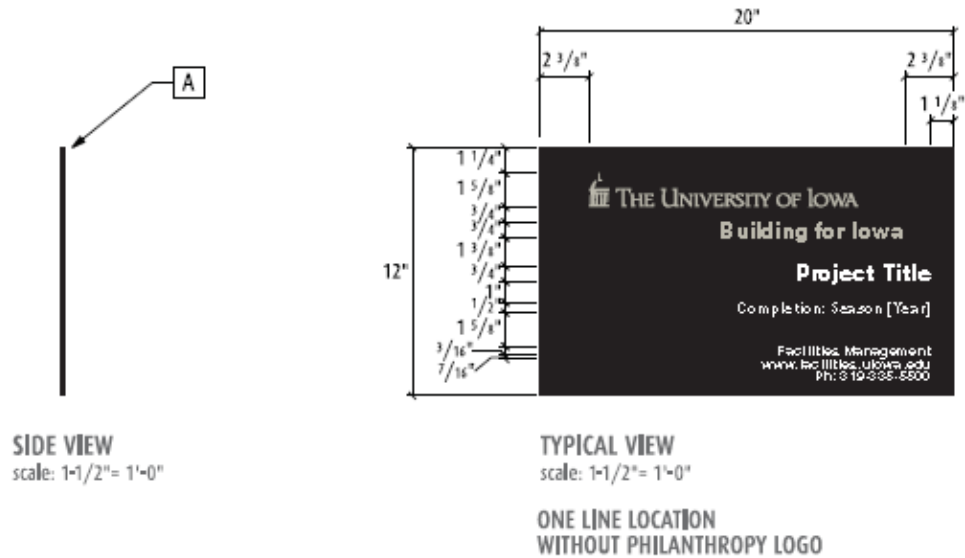 20"
2 3/8"
2 3/8"
1 1/8"
A
1 1/4"
1 5/8"
3/4"
3/4"
1 3/8"
3/4"
1"
1/2"
1 5/8"
3/16"
7/16"
12"
THE UNIVERSITY OF IOWA
Building for Iowa
Project Title
Completion: Season [Year]
Facilities Management
www.facilities.uiowa.edu
Ph: 319-335-5500
SIDE VIEW
scale: 1-1/2"= 1'-0"
TYPICAL VIEW
scale: 1-1/2"= 1'-0"
ONE LINE LOCATION
WITHOUT PHILANTHROPY LOGO